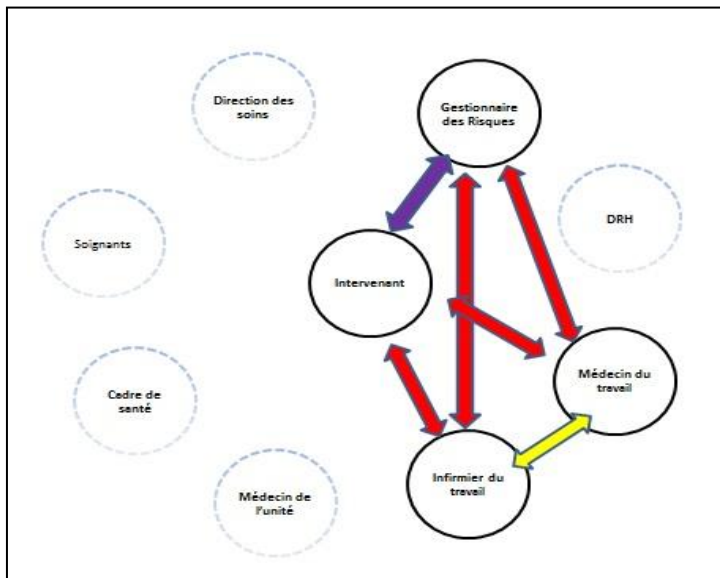 Direction des
soins
Gestionnaire
des Risques
DRH
Soignants
Intervenant
Médecin du
travail
Cadre de
santé
Infirmier du
travail
Médecin de
l'unité